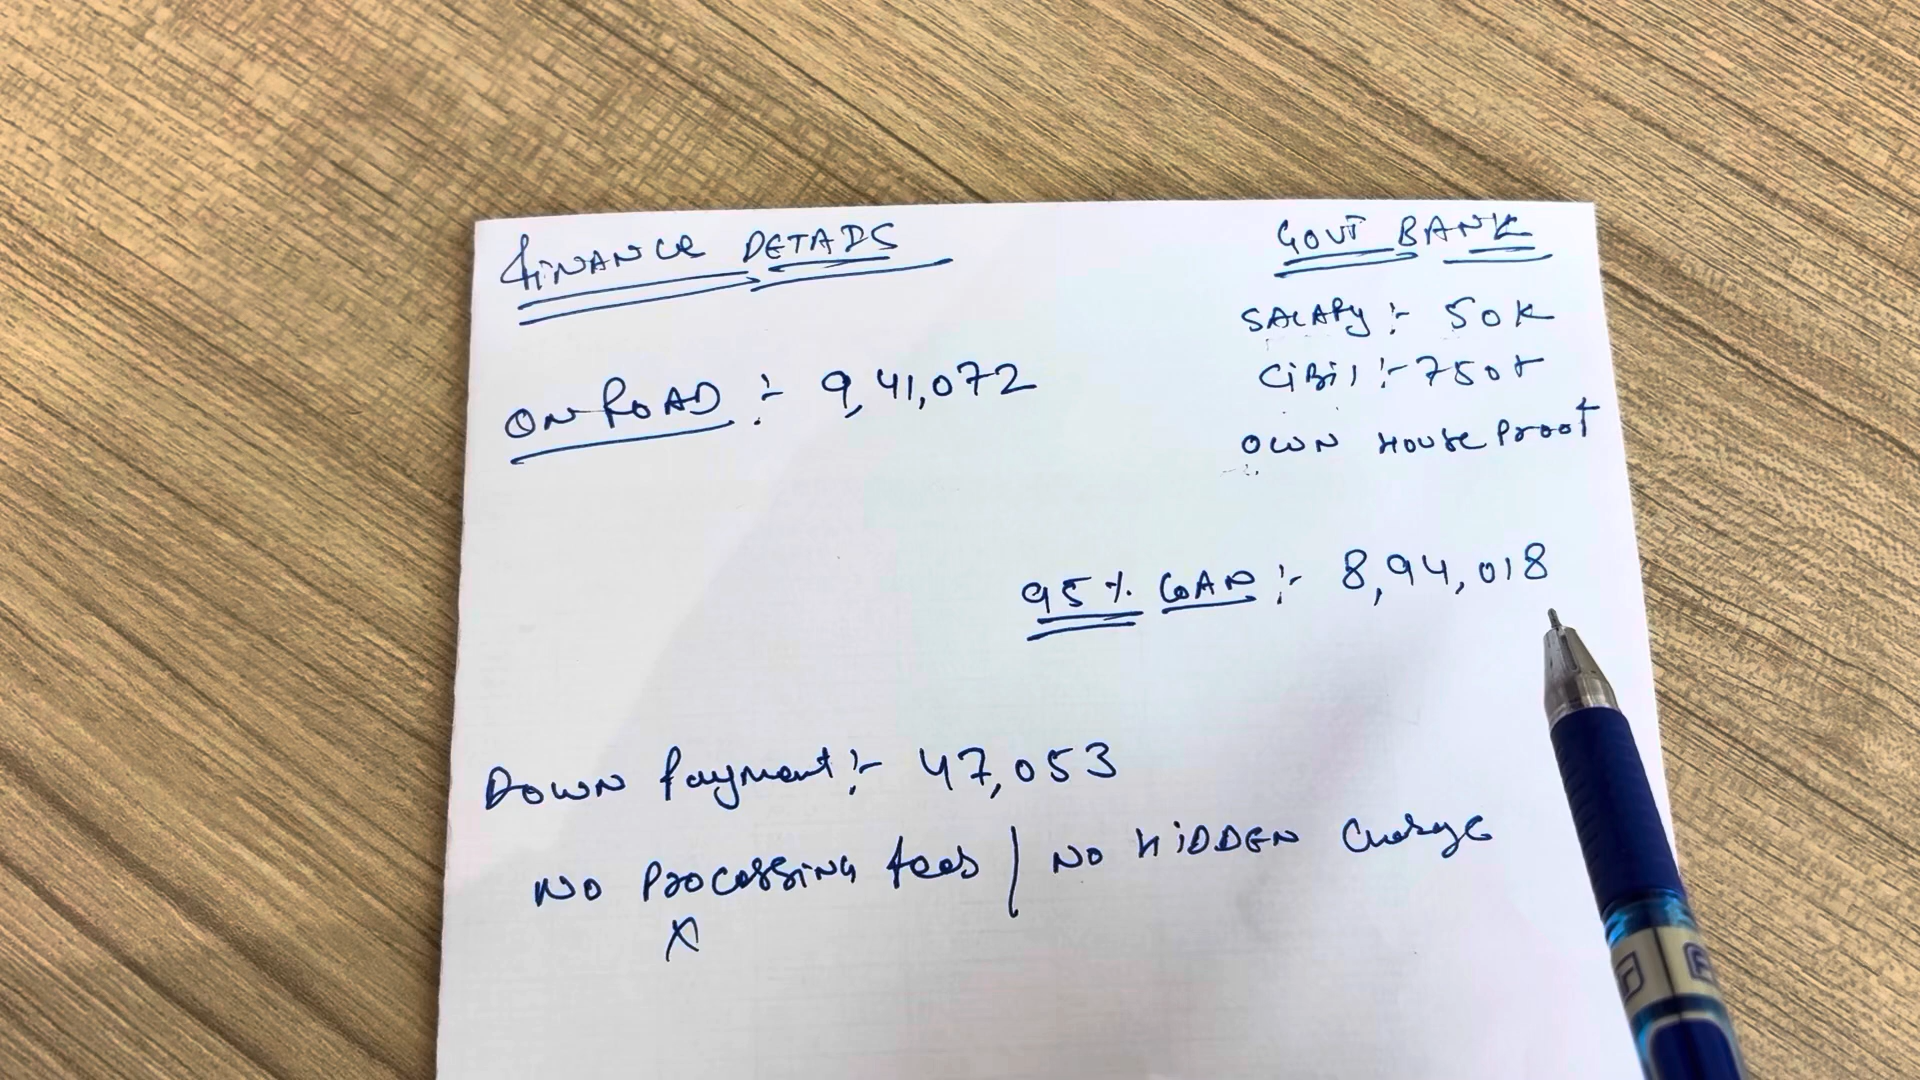 FINANCE DETAILS
GOVT BANK
SALARY :- 50K
CIBIL :- 750+
OWN HOUSE PROOF
ON ROAD :- 9,41,072
95% LOAN :- 8,94,018
DOWN Payment :- 47,053
NO PROCESSING fees | NO HIDDEN Charge
X